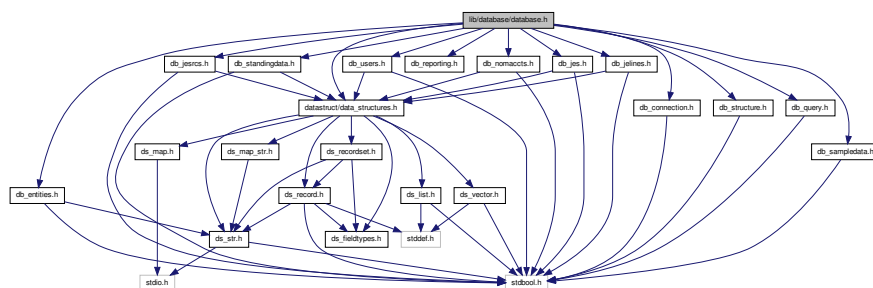 lib/database/database.h
db_jesrcs.h
db_standingdata.h
db_users.h
db_reporting.h
db_nomaccts.h
db_jes.h
db_jelines.h
datastruct/data_structures.h
db_connection.h
db_structure.h
db_query.h
ds_map.h
ds_map_str.h
ds_recordset.h
db_sampledata.h
db_entities.h
ds_record.h
ds_list.h
ds_vector.h
ds_str.h
ds_fieldtypes.h
stddef.h
stdio.h
stdbool.h